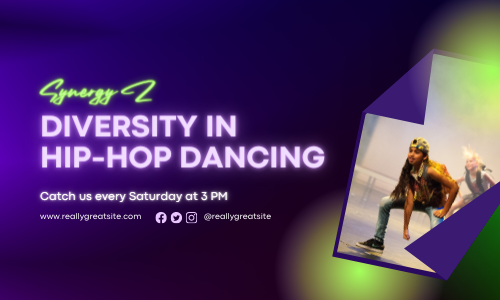 Synergy Z
DIVERSITY IN
HIP-HOP DANCING
Catch us every Saturday at 3 PM
www.reallygreatsite.com @reallygreatsite